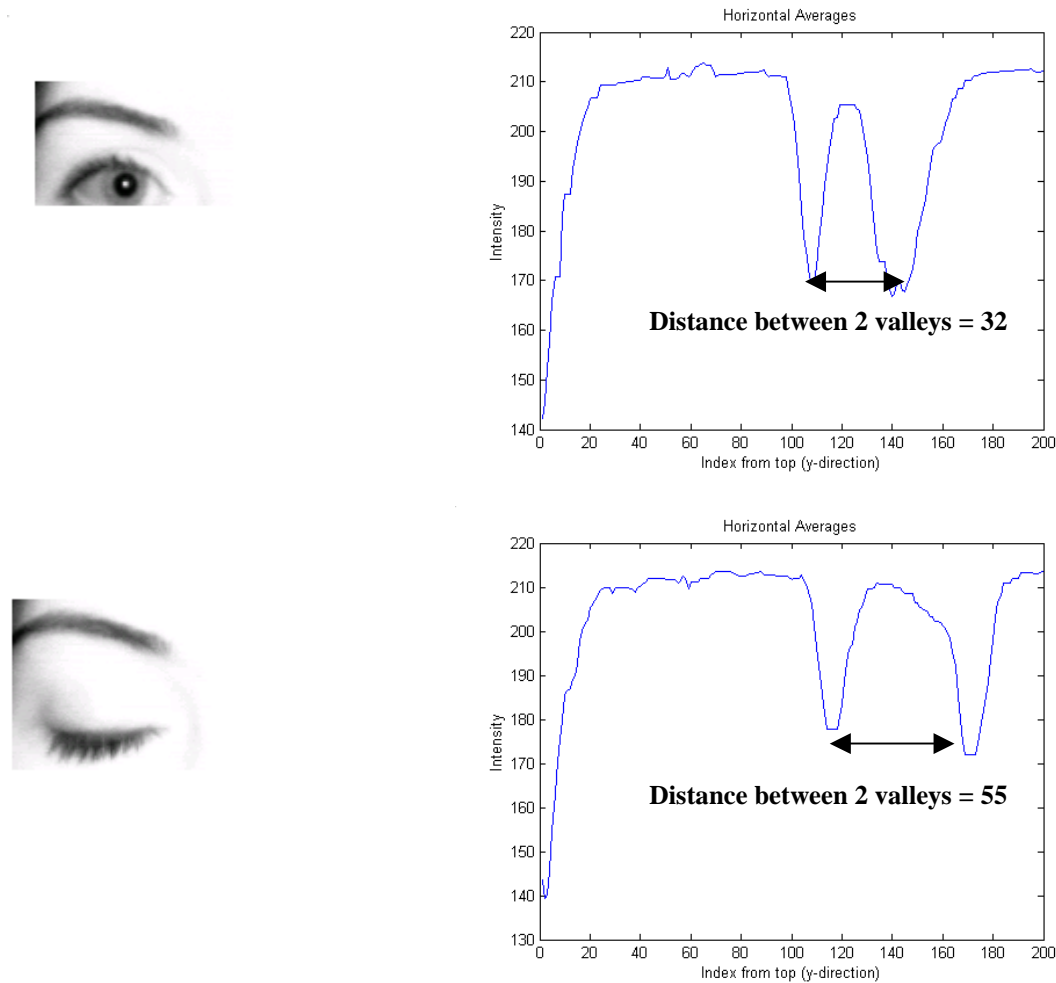 Horizontal Averages
220
210
200
190
180
170
160
150
140
Intensity
Distance between 2 valleys = 32
0 20 40 60 80 100 120 140 160 180 200
Index from top (y-direction)
Horizontal Averages
220
210
200
190
180
170
160
150
140
130
Intensity
Distance between 2 valleys = 55
0 20 40 60 80 100 120 140 160 180 200
Index from top (y-direction)